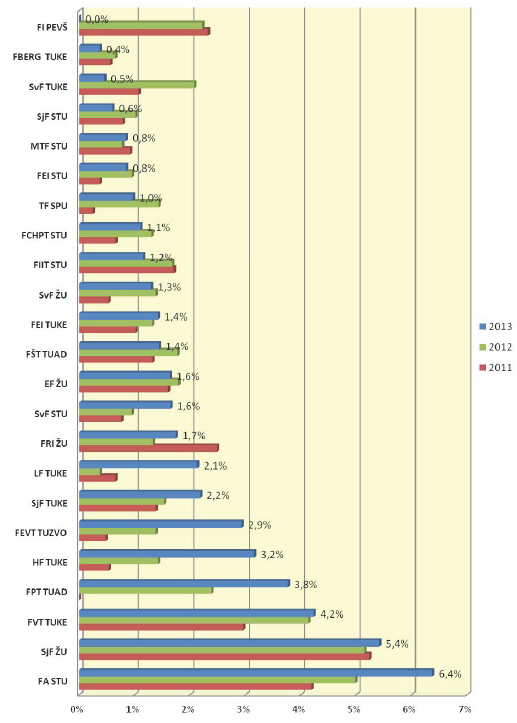 FI PEVŠ 0,0%
FBERG TUKE 0,4%
SvF TUKE 0,5%
SjF STU 0,6%
MTF STU 0,8%
FEI STU 0,8%
TF SPU 1,0%
FCHPT STU 1,1%
FIIT STU 1,2%
SvF ŽU 1,3%
FEI TUKE 1,4%
FŠT TUAD 1,4%
EF ŽU 1,6%
SvF STU 1,6%
FRI ŽU 1,7%
LF TUKE 2,1%
SjF TUKE 2,2%
FEVT TUZVO 2,9%
HF TUKE 3,2%
FPT TUAD 3,8%
FVT TUKE 4,2%
SjF ŽU 5,4%
FA STU 6,4%
0% 1% 2% 3% 4% 5% 6% 7%
2013
2012
2011